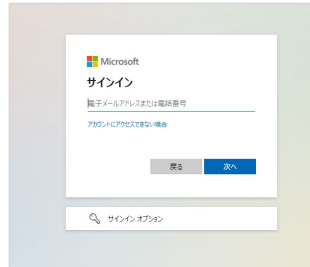 Microsoft
サインイン
電子メールアドレスまたは電話番号
アカウントにアクセスできない場合
戻る
次へ
サインイン オプション